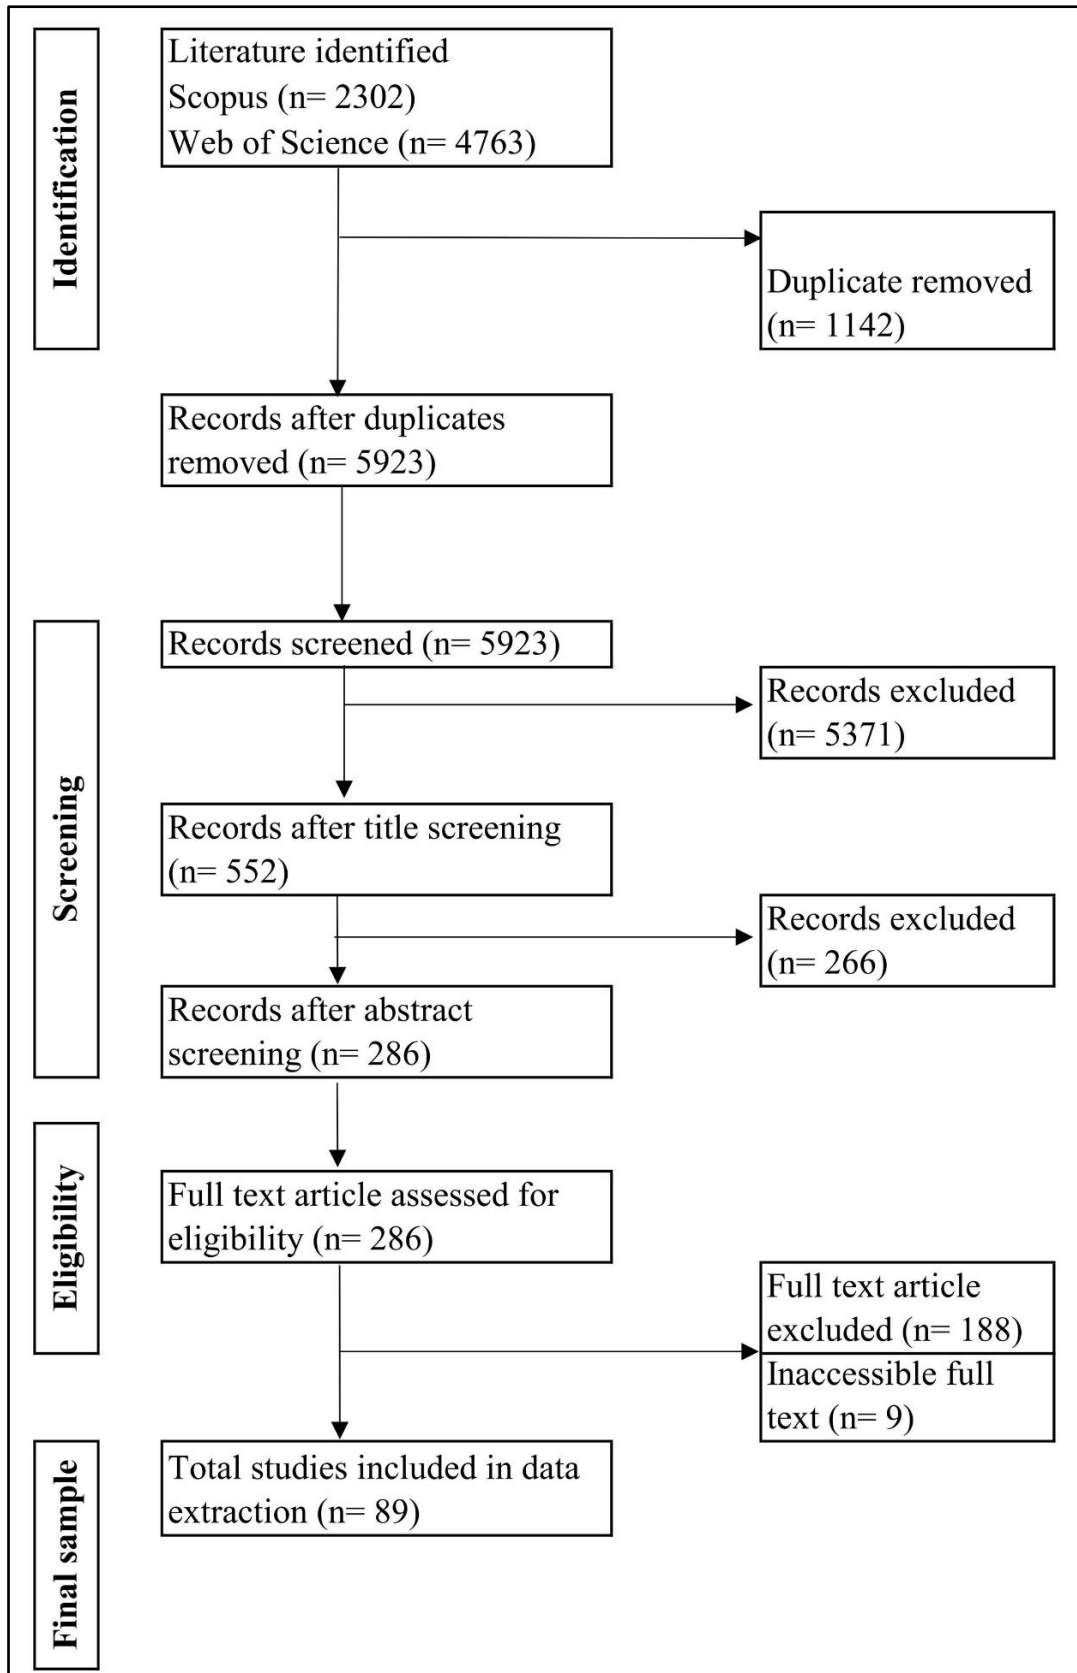 Identification
Literature identified
Scopus (n= 2302)
Web of Science (n= 4763)
Duplicate removed
(n= 1142)
Records after duplicates
removed (n= 5923)
Screening
Records screened (n= 5923)
Records excluded
(n= 5371)
Records after title screening
(n= 552)
Records excluded
(n= 266)
Records after abstract
screening (n= 286)
Eligibility
Full text article assessed for
eligibility (n= 286)
Full text article
excluded (n= 188)
Inaccessible full
text (n= 9)
Final sample
Total studies included in data
extraction (n= 89)